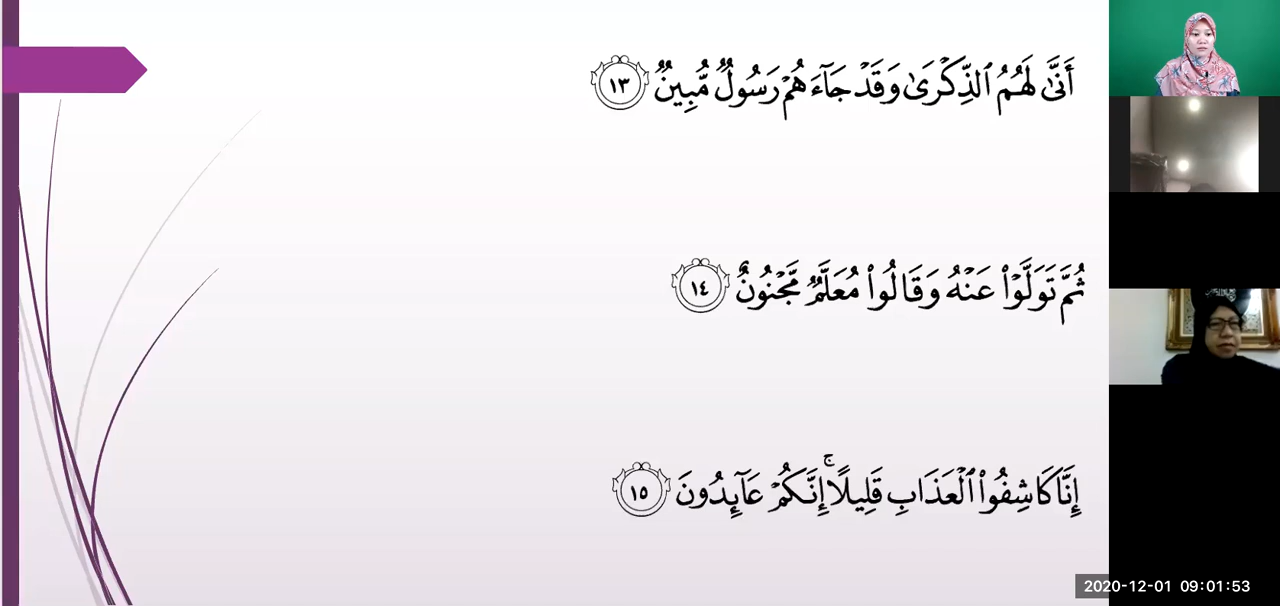 أَنَّىٰ لَهُمُ ٱلذِّكْرَىٰ وَقَدْ جَآءَهُمْ رَسُولٌ مُّبِينٌ ١٣
ثُمَّ تَوَلَّوْا۟ عَنْهُ وَقَالُوا۟ مُعَلَّمٌ مَّجْنُونٌ ١٤
إِنَّا كَاشِفُوا۟ ٱلْعَذَابِ قَلِيلًا ۚ إِنَّكُمْ عَآئِدُونَ ١٥
2020-12-01 09:01:53